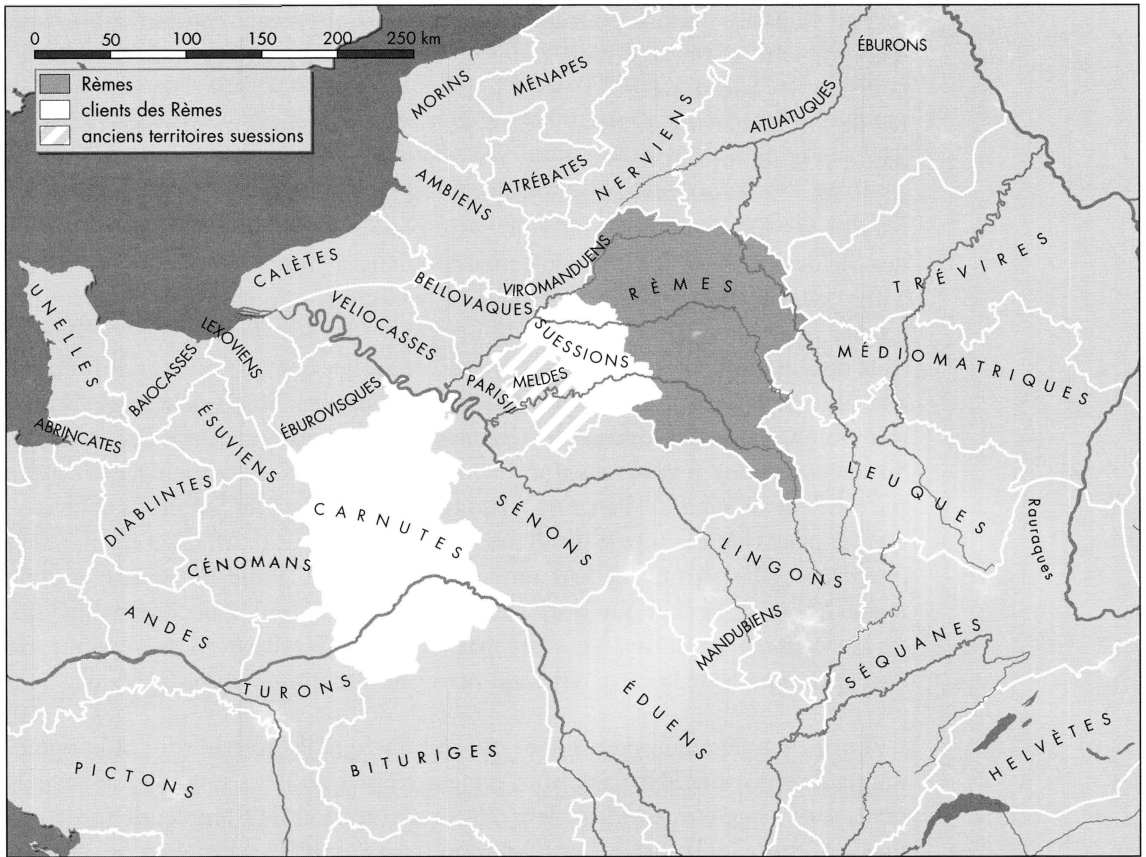 0 50 100 150 200 250 km
Rèmes
clients des Rèmes
anciens territoires suessions
ÉBURONS
MORINS
MÉNAPES
ATUATUQUES
NERVIENS
ATRÉBATES
AMBIENS
TRÉVIRES
CALÈTES
VIROMANDUENS
RÈMES
BELLOVAQUES
UNELLES
VELIOCASSES
LEXOVIENS
SUESSIONS
MÉDIOMATRIQUES
BAIOCASSES
PARISII
MELDES
ÉBUROVISQUES
ABRINCATES
ÉSUVIENS
LEUQUES
DIABLINTES
CARNUTES
SÉNONS
Rauraques
CÉNOMANS
LINGONS
ANDES
MANDUBIENS
SÉQUANES
TURONS
ÉDUENS
HELVÈTES
BITURIGES
PICTONS